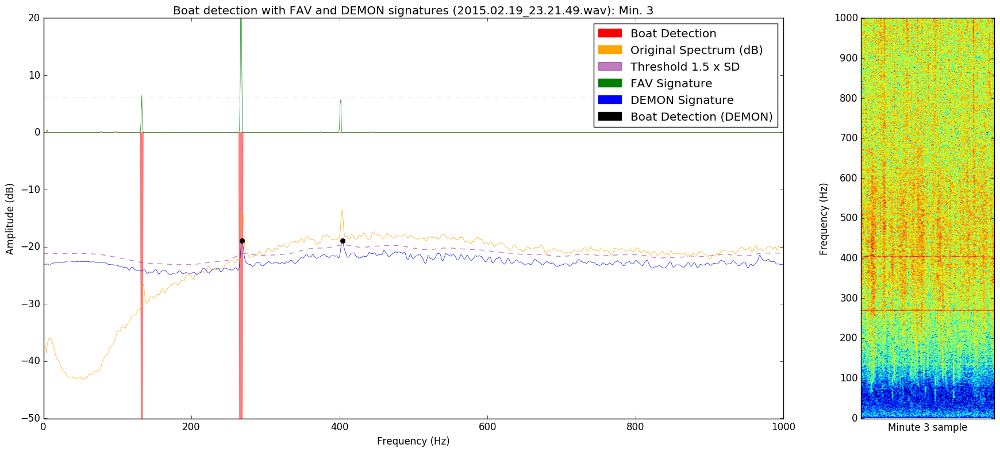 Boat detection with FAV and DEMON signatures (2015.02.19_23.21.49.wav): Min. 3
Boat Detection
Original Spectrum (dB)
Threshold 1.5 x SD
FAV Signature
DEMON Signature
Boat Detection (DEMON)
20
10
0
−10
−20
−30
−40
−50
Amplitude (dB)
0 200 400 600 800 1000
Frequency (Hz)
1000
900
800
700
600
500
400
300
200
100
0
Frequency (Hz)
Minute 3 sample